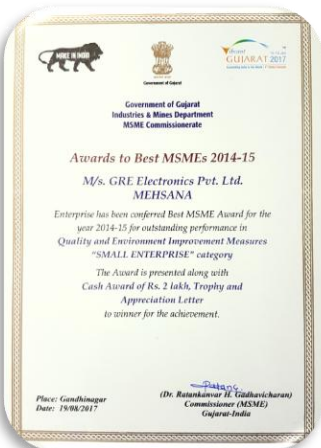 MAKE IN INDIA
Vibrant
GUJARAT 2017
Government of Gujarat
Government of Gujarat
Industries & Mines Department
MSME Commissionerate
Awards to Best MSMEs 2014-15
M/s. GRE Electronics Pvt. Ltd.
MEHSANA
Enterprise has been conferred Best MSME Award for the
year 2014-15 for outstanding performance in
Quality and Environment Improvement Measures
"SMALL ENTERPRISE" category
The Award is presented along with
Cash Award of Rs. 2 lakh, Trophy and
Appreciation Letter
to winner for the achievement.
Place: Gandhinagar
Date: 19/08/2017
(Dr. Ratankanvar H. Gadhavicharan)
Commissioner (MSME)
Gujarat-India